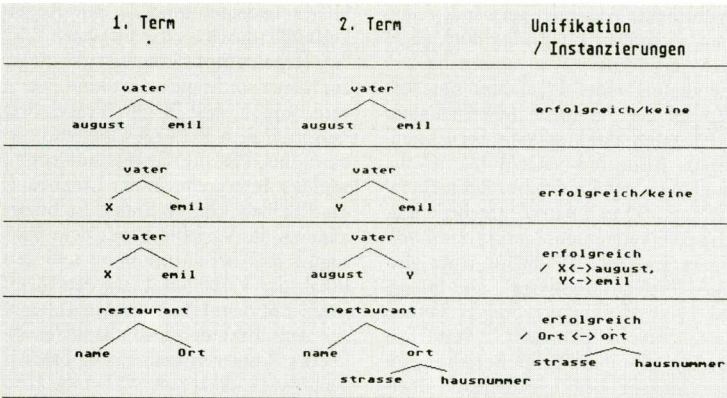 1. Term 2. Term Unifikation
/ Instanzierungen
vater vater
august emil august emil erfolgreich/keine
vater vater
X emil Y emil erfolgreich/keine
vater vater
X emil august Y erfolgreich
/ X<->august,
Y<->emil
restaurant restaurant
name Ort name ort erfolgreich
/ Ort <-> ort
strasse hausnummer strasse hausnummer